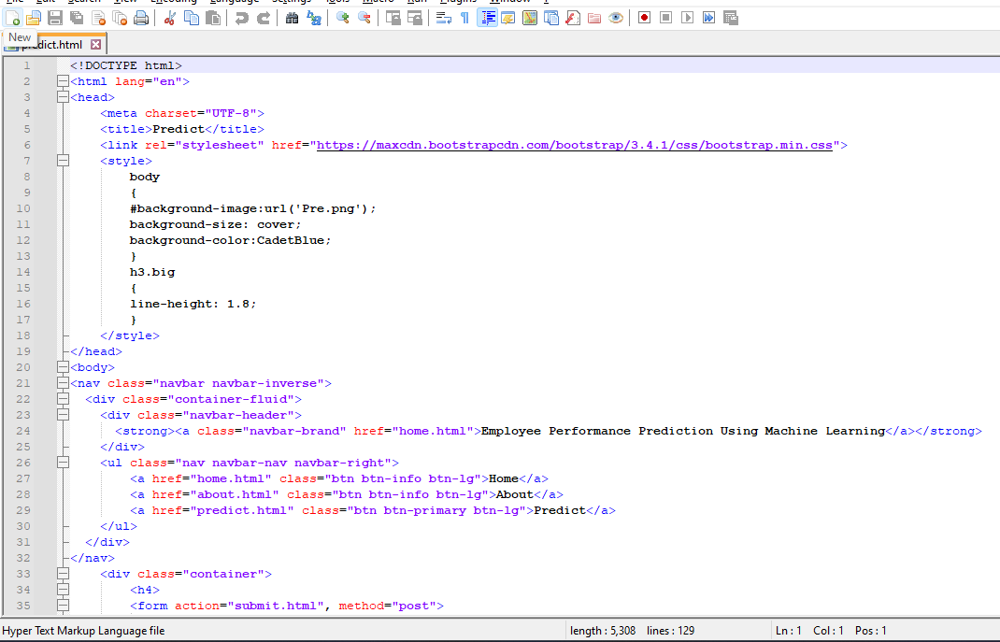 File Edit Search View Encoding Language Settings Tools Macro Run Plugins Window ?
New
predict.html
1 <!DOCTYPE html>
2 <html lang="en">
3 <head>
4 <meta charset="UTF-8">
5 <title>Predict</title>
6 <link rel="stylesheet" href="https://maxcdn.bootstrapcdn.com/bootstrap/3.4.1/css/bootstrap.min.css">
7 <style>
8 body
9 {
10 #background-image:url('Pre.png');
11 background-size: cover;
12 background-color:CadetBlue;
13 }
14 h3.big
15 {
16 line-height: 1.8;
17 }
18 </style>
19 </head>
20 <body>
21 <nav class="navbar navbar-inverse">
22 <div class="container-fluid">
23 <div class="navbar-header">
24 <strong><a class="navbar-brand" href="home.html">Employee Performance Prediction Using Machine Learning</a></strong>
25 </div>
26 <ul class="nav navbar-nav navbar-right">
27 <a href="home.html" class="btn btn-info btn-lg">Home</a>
28 <a href="about.html" class="btn btn-info btn-lg">About</a>
29 <a href="predict.html" class="btn btn-primary btn-lg">Predict</a>
30 </ul>
31 </div>
32 </nav>
33 <div class="container">
34 <h4>
35 <form action="submit.html", method="post">
Hyper Text Markup Language file length : 5,308 lines : 129 Ln : 1 Col : 1 Pos : 1